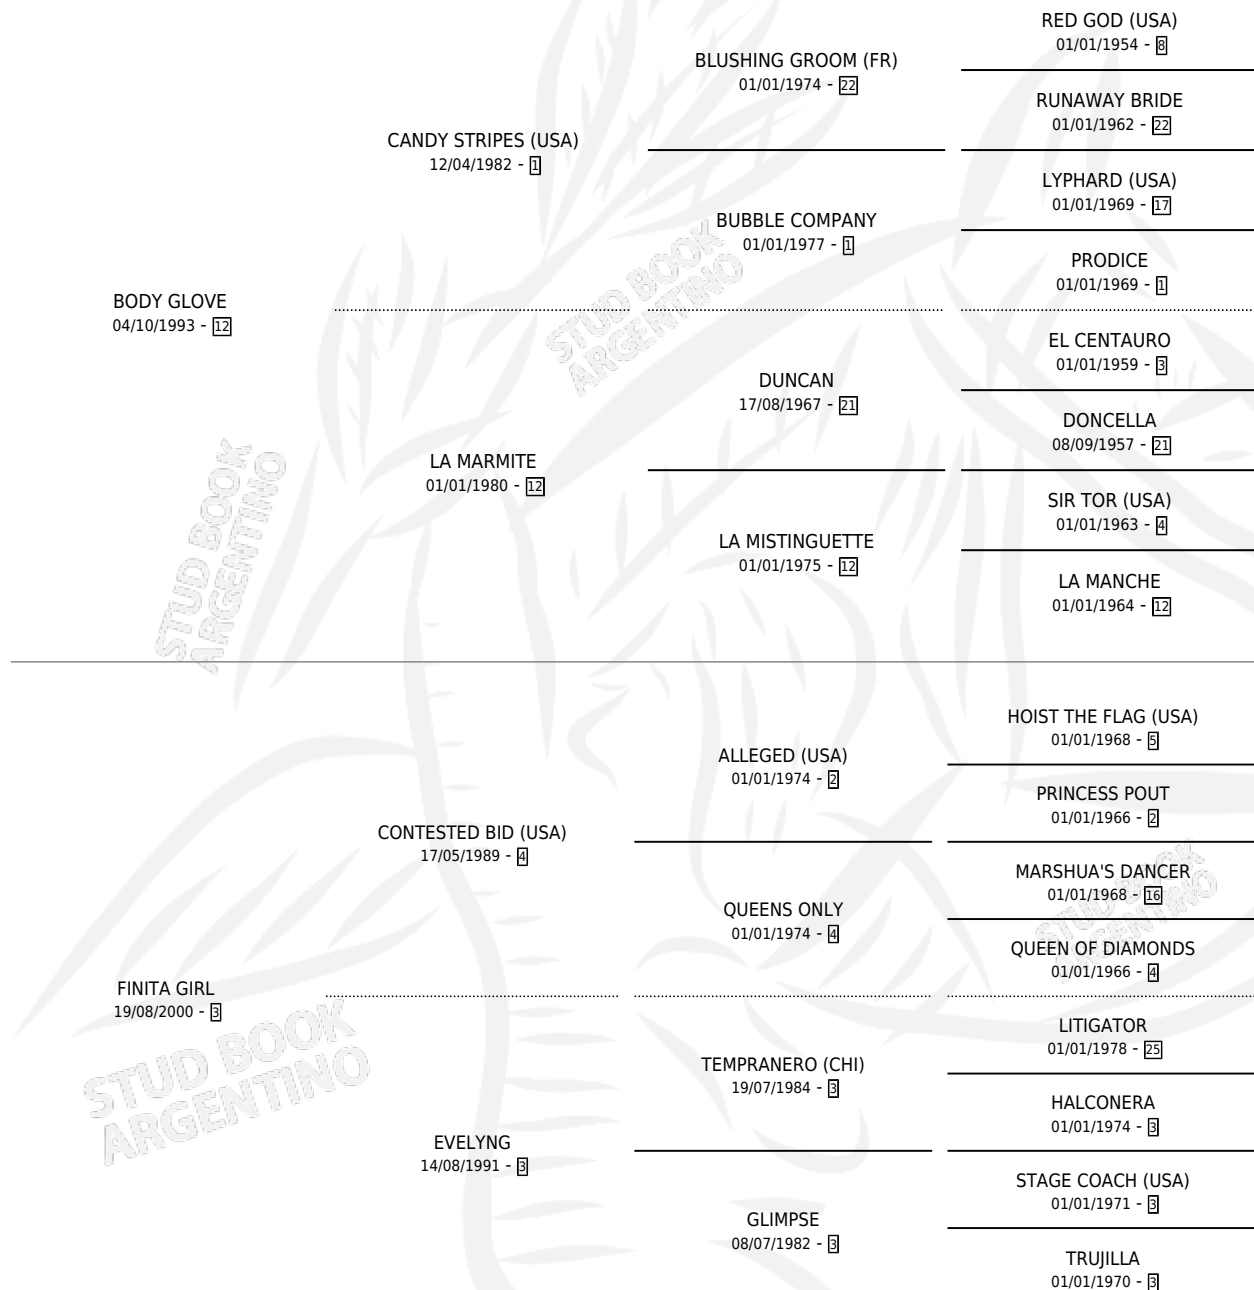 RED GOD (USA)
01/01/1954 - 8
BLUSHING GROOM (FR)
01/01/1974 - 22
RUNAWAY BRIDE
01/01/1962 - 22
CANDY STRIPES (USA)
12/04/1982 - 1
LYPHARD (USA)
01/01/1969 - 17
BUBBLE COMPANY
01/01/1977 - 1
PRODICE
01/01/1969 - 1
BODY GLOVE
04/10/1993 - 12
EL CENTAURO
01/01/1959 - 3
DUNCAN
17/08/1967 - 21
DONCELLA
08/09/1957 - 21
LA MARMITE
01/01/1980 - 12
SIR TOR (USA)
01/01/1963 - 4
LA MISTINGUETTE
01/01/1975 - 12
LA MANCHE
01/01/1964 - 12
HOIST THE FLAG (USA)
01/01/1968 - 5
ALLEGED (USA)
01/01/1974 - 2
PRINCESS POUT
01/01/1966 - 2
CONTESTED BID (USA)
17/05/1989 - 4
MARSHUA'S DANCER
01/01/1968 - 16
QUEENS ONLY
01/01/1974 - 4
QUEEN OF DIAMONDS
01/01/1966 - 4
FINITA GIRL
19/08/2000 - 3
LITIGATOR
01/01/1978 - 25
TEMPRANERO (CHI)
19/07/1984 - 3
HALCONERA
01/01/1974 - 3
EVELYNG
14/08/1991 - 3
STAGE COACH (USA)
01/01/1971 - 3
GLIMPSE
08/07/1982 - 3
TRUJILLA
01/01/1970 - 3
STUD BOOK
ARGENTINO
STUD BOOK
ARGENTINO
STUD BOOK
ARGENTINO
STUD BOOK
ARGENTINO